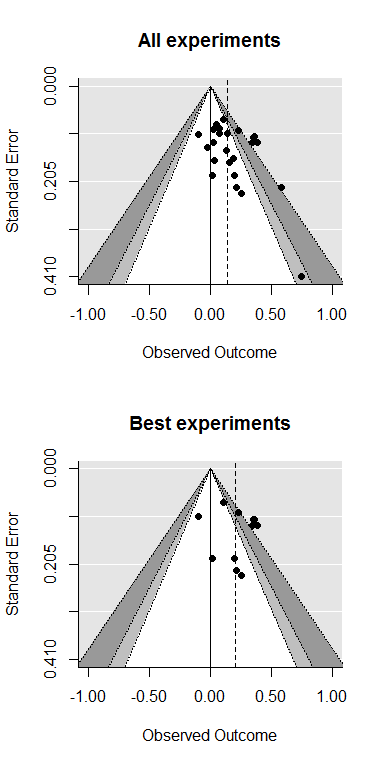 All experiments
Standard Error
0.000
0.205
0.410
-1.00 -0.50 0.00 0.50 1.00
Observed Outcome
Best experiments
Standard Error
0.000
0.205
0.410
-1.00 -0.50 0.00 0.50 1.00
Observed Outcome